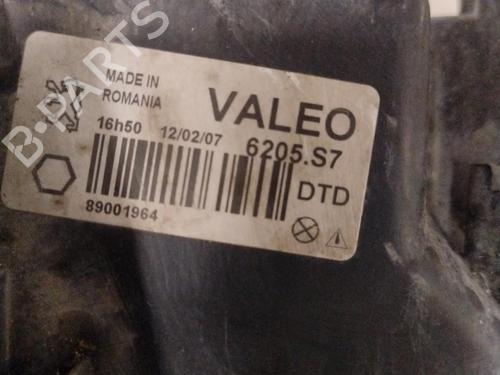 MADE IN
ROMANIA
VALEO
16h50 12/02/07 6205.S7
DTD
89001964
B-PARTS